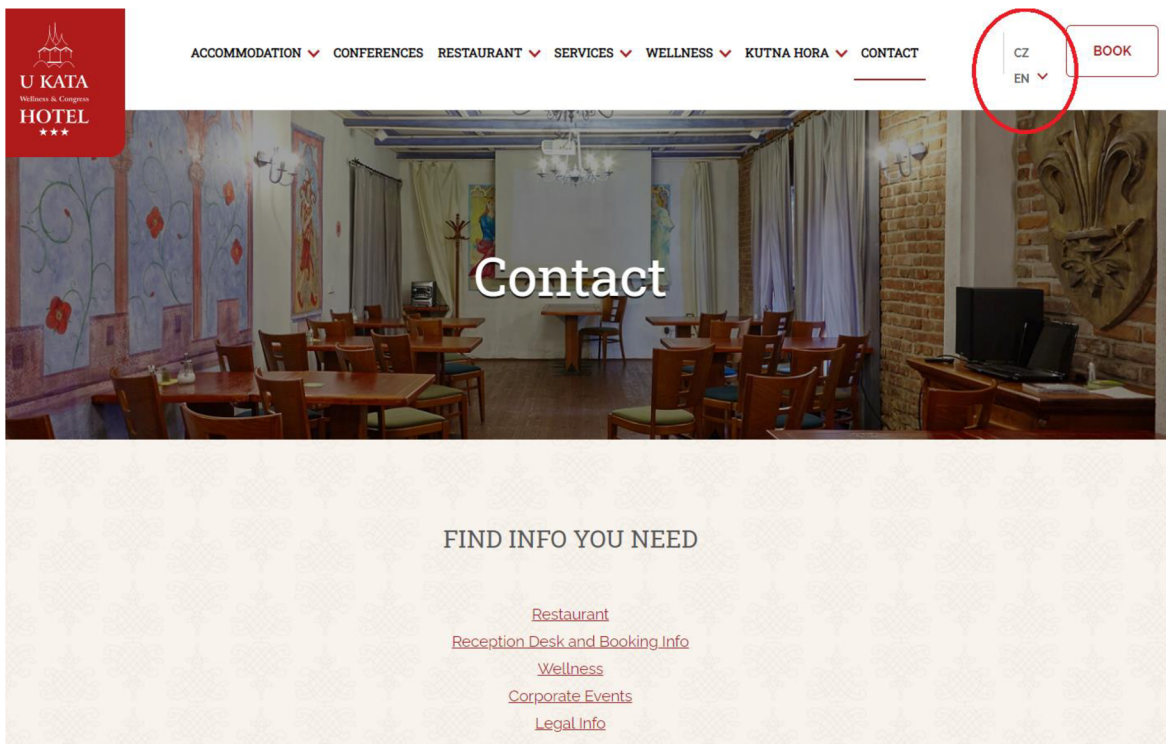 U KATA
Wellness & Congress
HOTEL
ACCOMMODATION CONFERENCES RESTAURANT SERVICES WELLNESS KUTNA HORA CONTACT
CZ
EN
BOOK
Contact
FIND INFO YOU NEED
Restaurant
Reception Desk and Booking Info
Wellness
Corporate Events
Legal Info